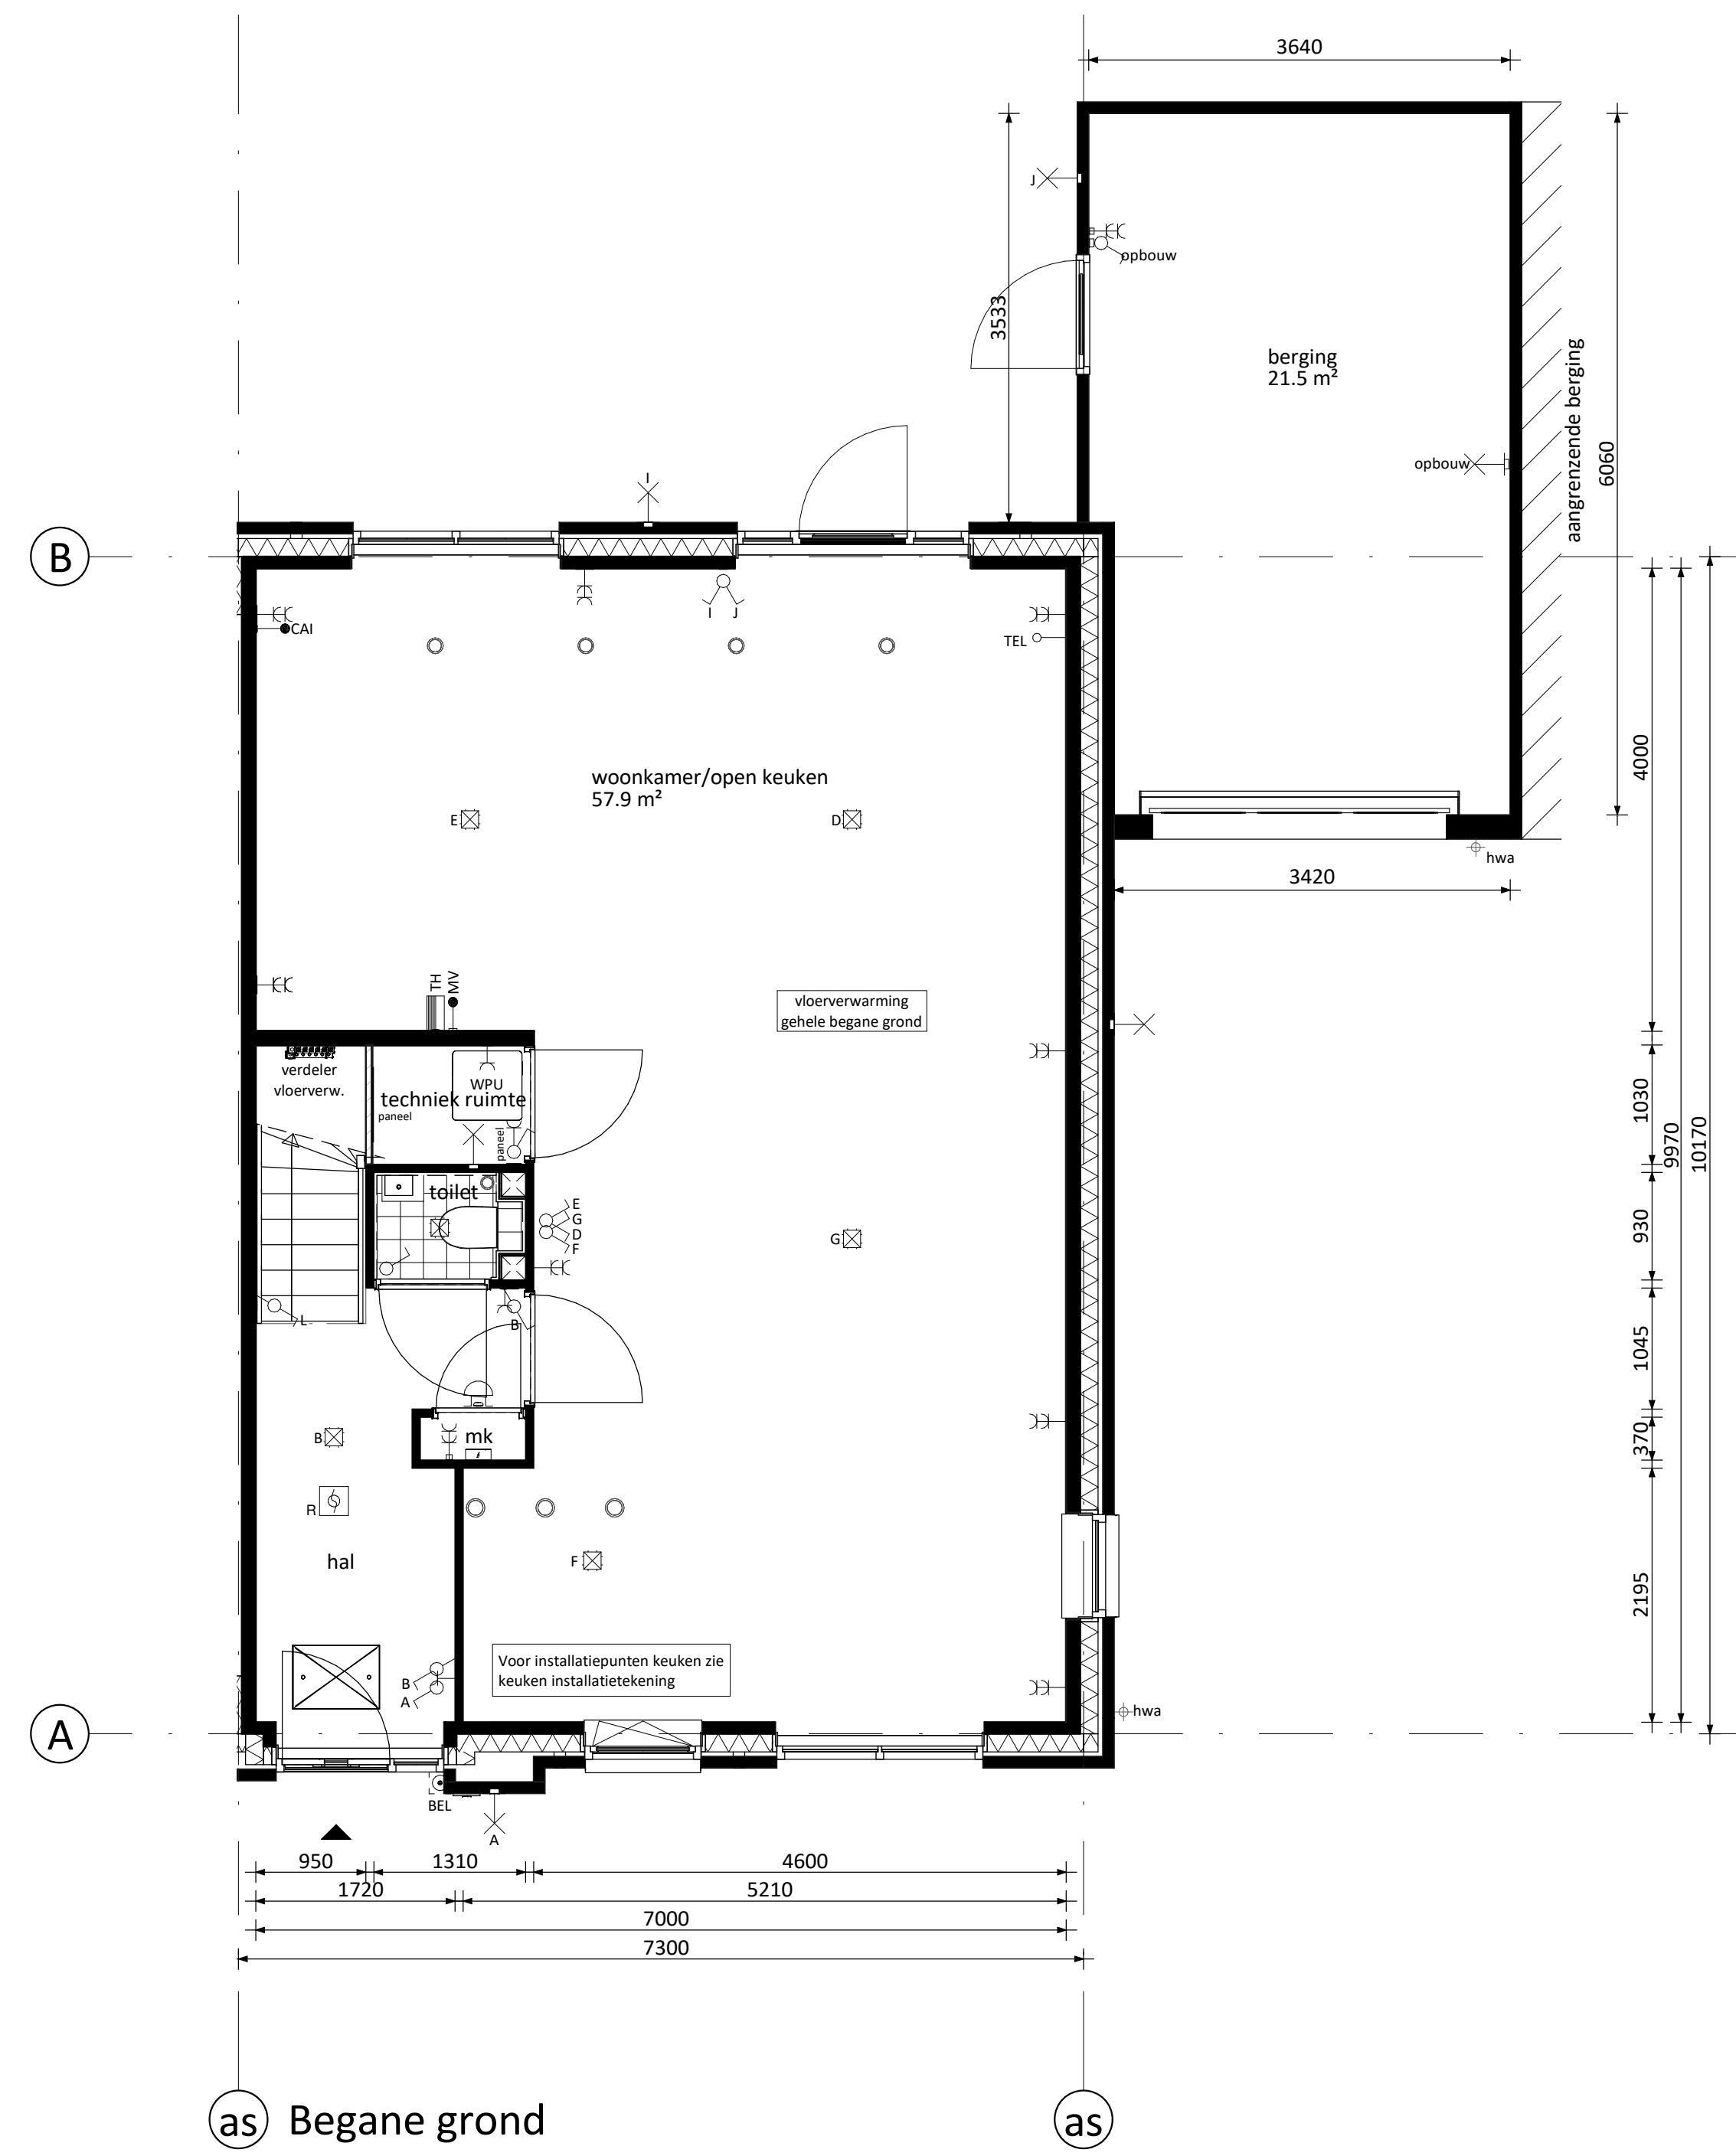 3640
J
opbouw
3533
berging
21.5 m²
aangrenzende berging
6060
opbouw
I
B
I J
CAI
TEL
4000
woonkamer/open keuken
57.9 m²
E
D
hwa
3420
TH
MV
vloerverwarming
gehele begane grond
verdeler
vloerverw.
WPU
techniek ruimte
paneel
paneel
1030
9970
10170
toilet
E
G
D
F
930
G
L
B
1045
B
mk
370
R
hal
F
2195
Voor installatiepunten keuken zie
keuken installatietekening
B
A
hwa
A
BEL
A
950 1310 4600
1720 5210
7000
7300
as Begane grond as